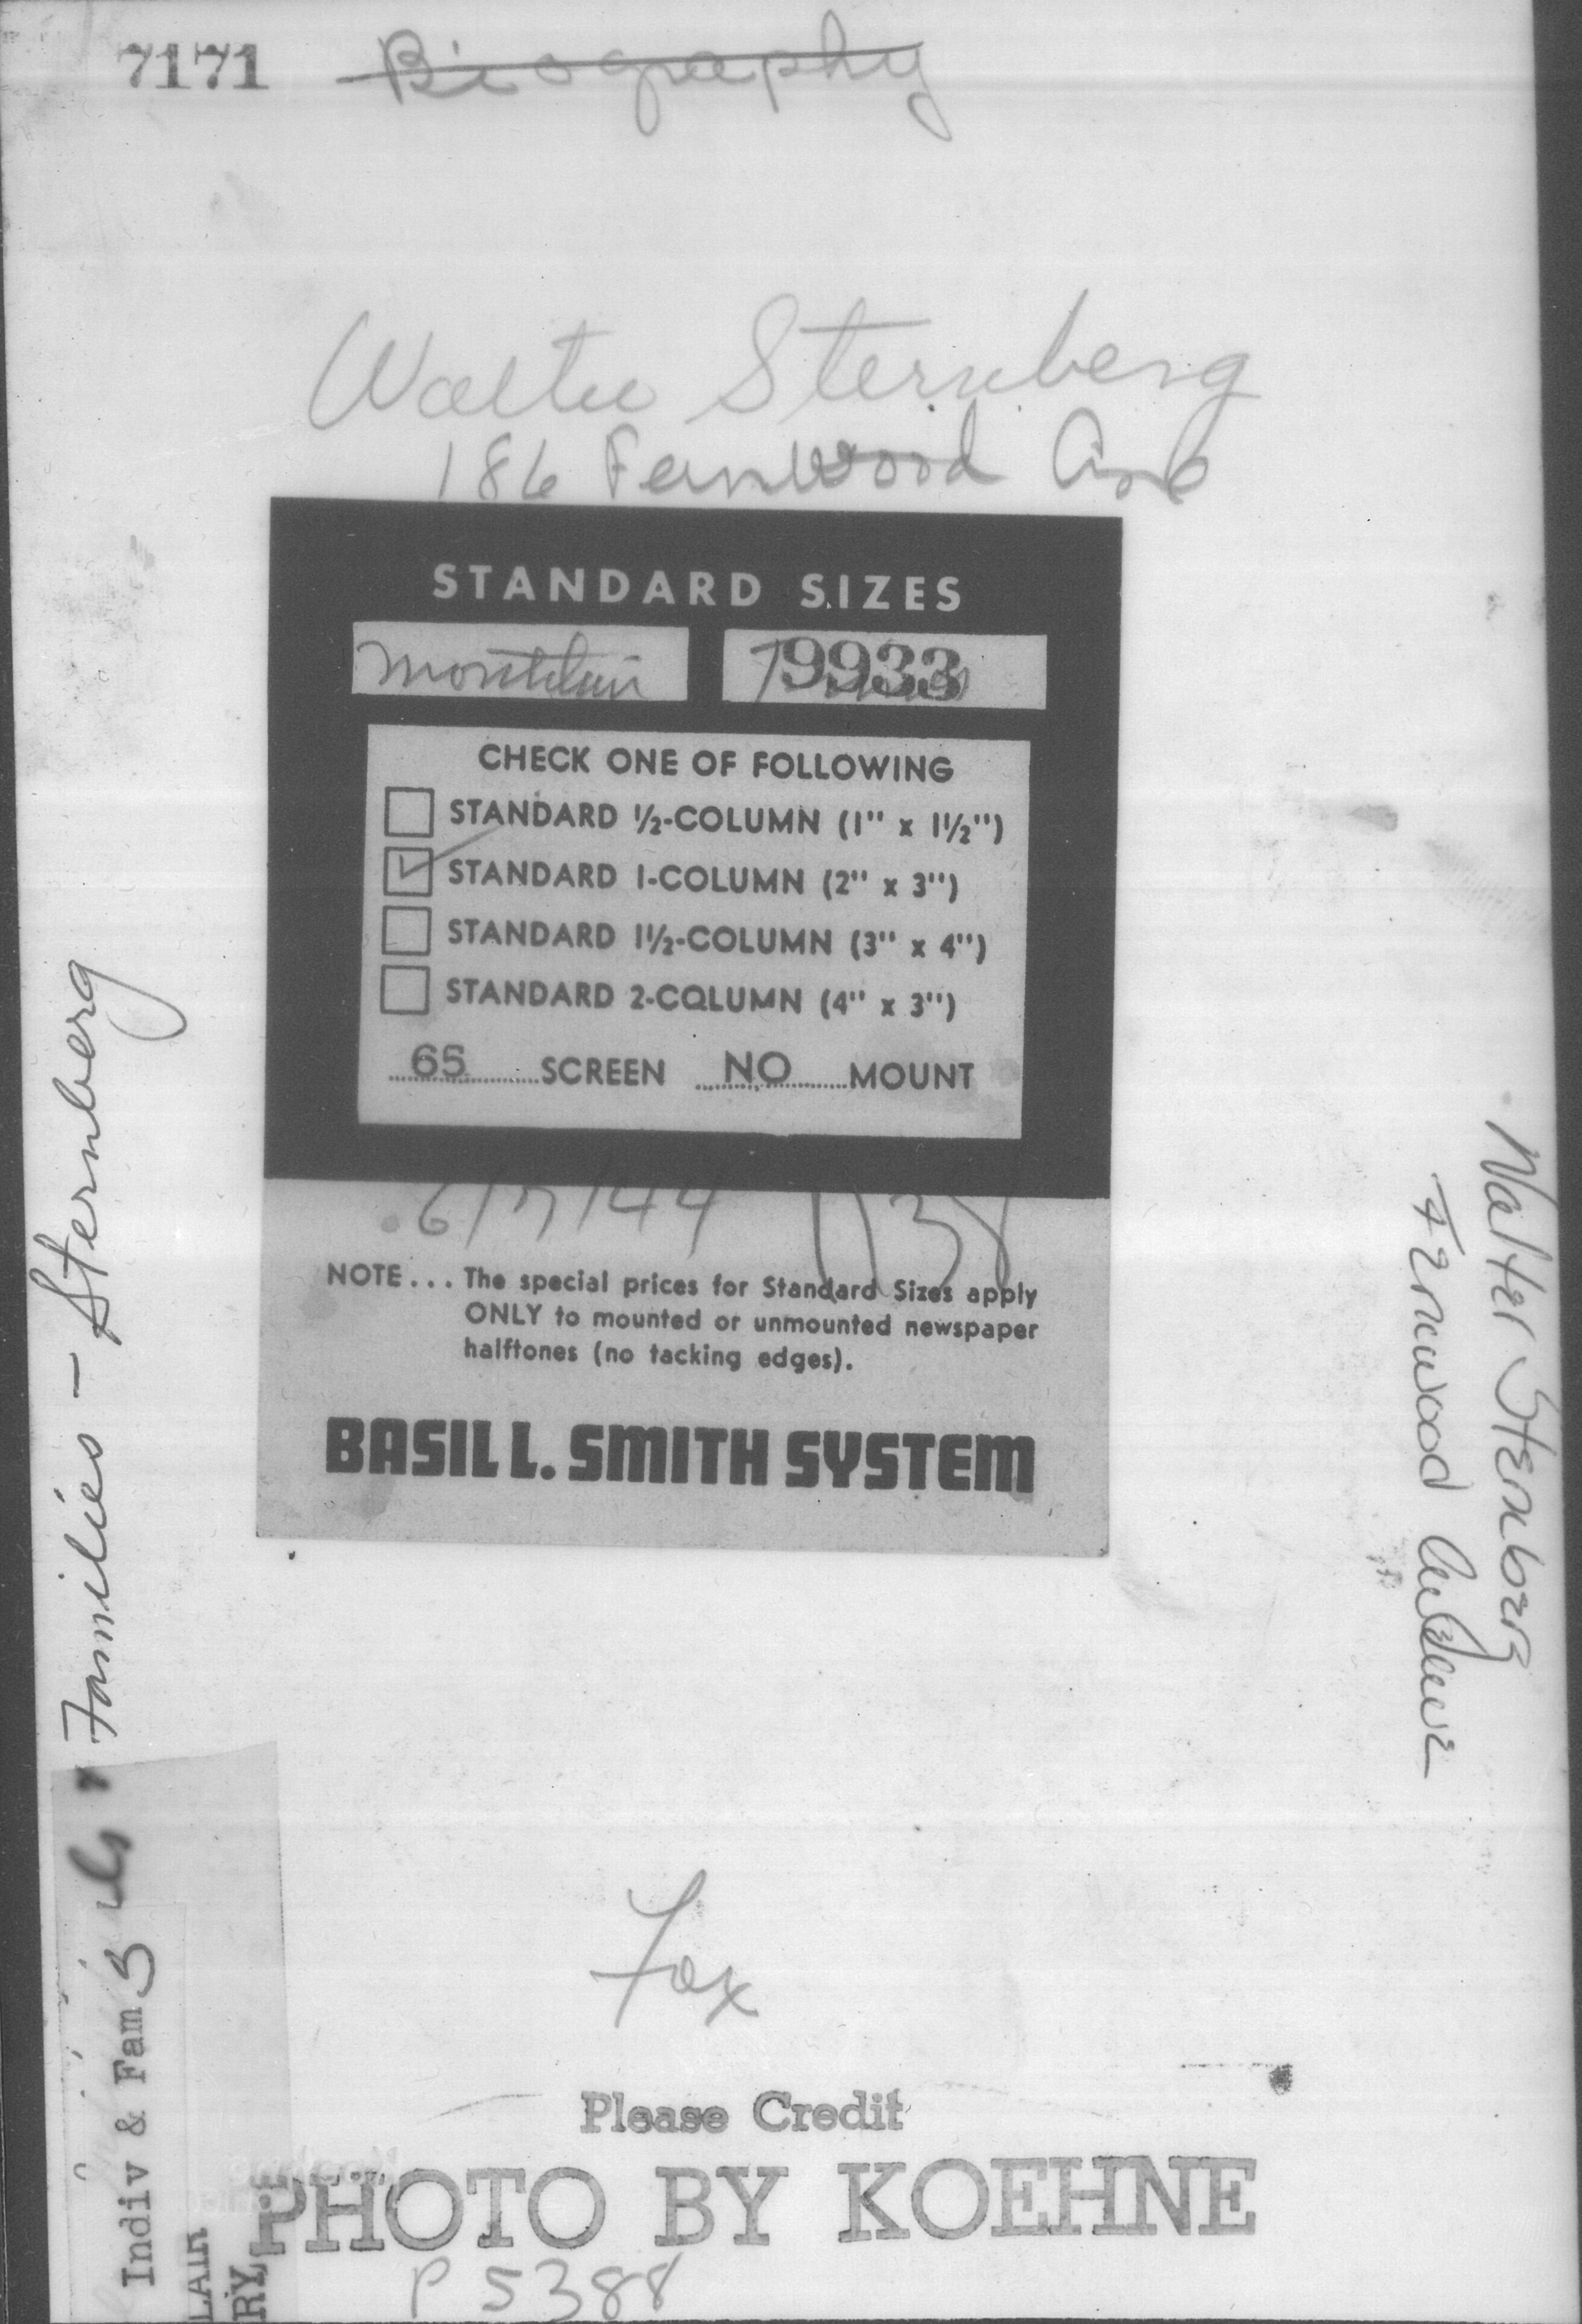 7171 Biography
Walter Sternberg
186 Fernwood Ave
STANDARD SIZES
Montclair 79933
CHECK ONE OF FOLLOWING
STANDARD ½-COLUMN (1" x 1½")
STANDARD 1-COLUMN (2" x 3")
STANDARD 1½-COLUMN (3" x 4")
STANDARD 2-COLUMN (4" x 3")
65 SCREEN NO MOUNT
6/17/44
NOTE... The special prices for Standard Sizes apply
ONLY to mounted or unmounted newspaper
halftones (no tacking edges).
BASIL L. SMITH SYSTEM
Families - Sternberg
Walter Sternberg
Fernwood Avenue
Fox
Indiv & Fam
LAIR
RY,
Please Credit
PHOTO BY KOEHNE
P 5388